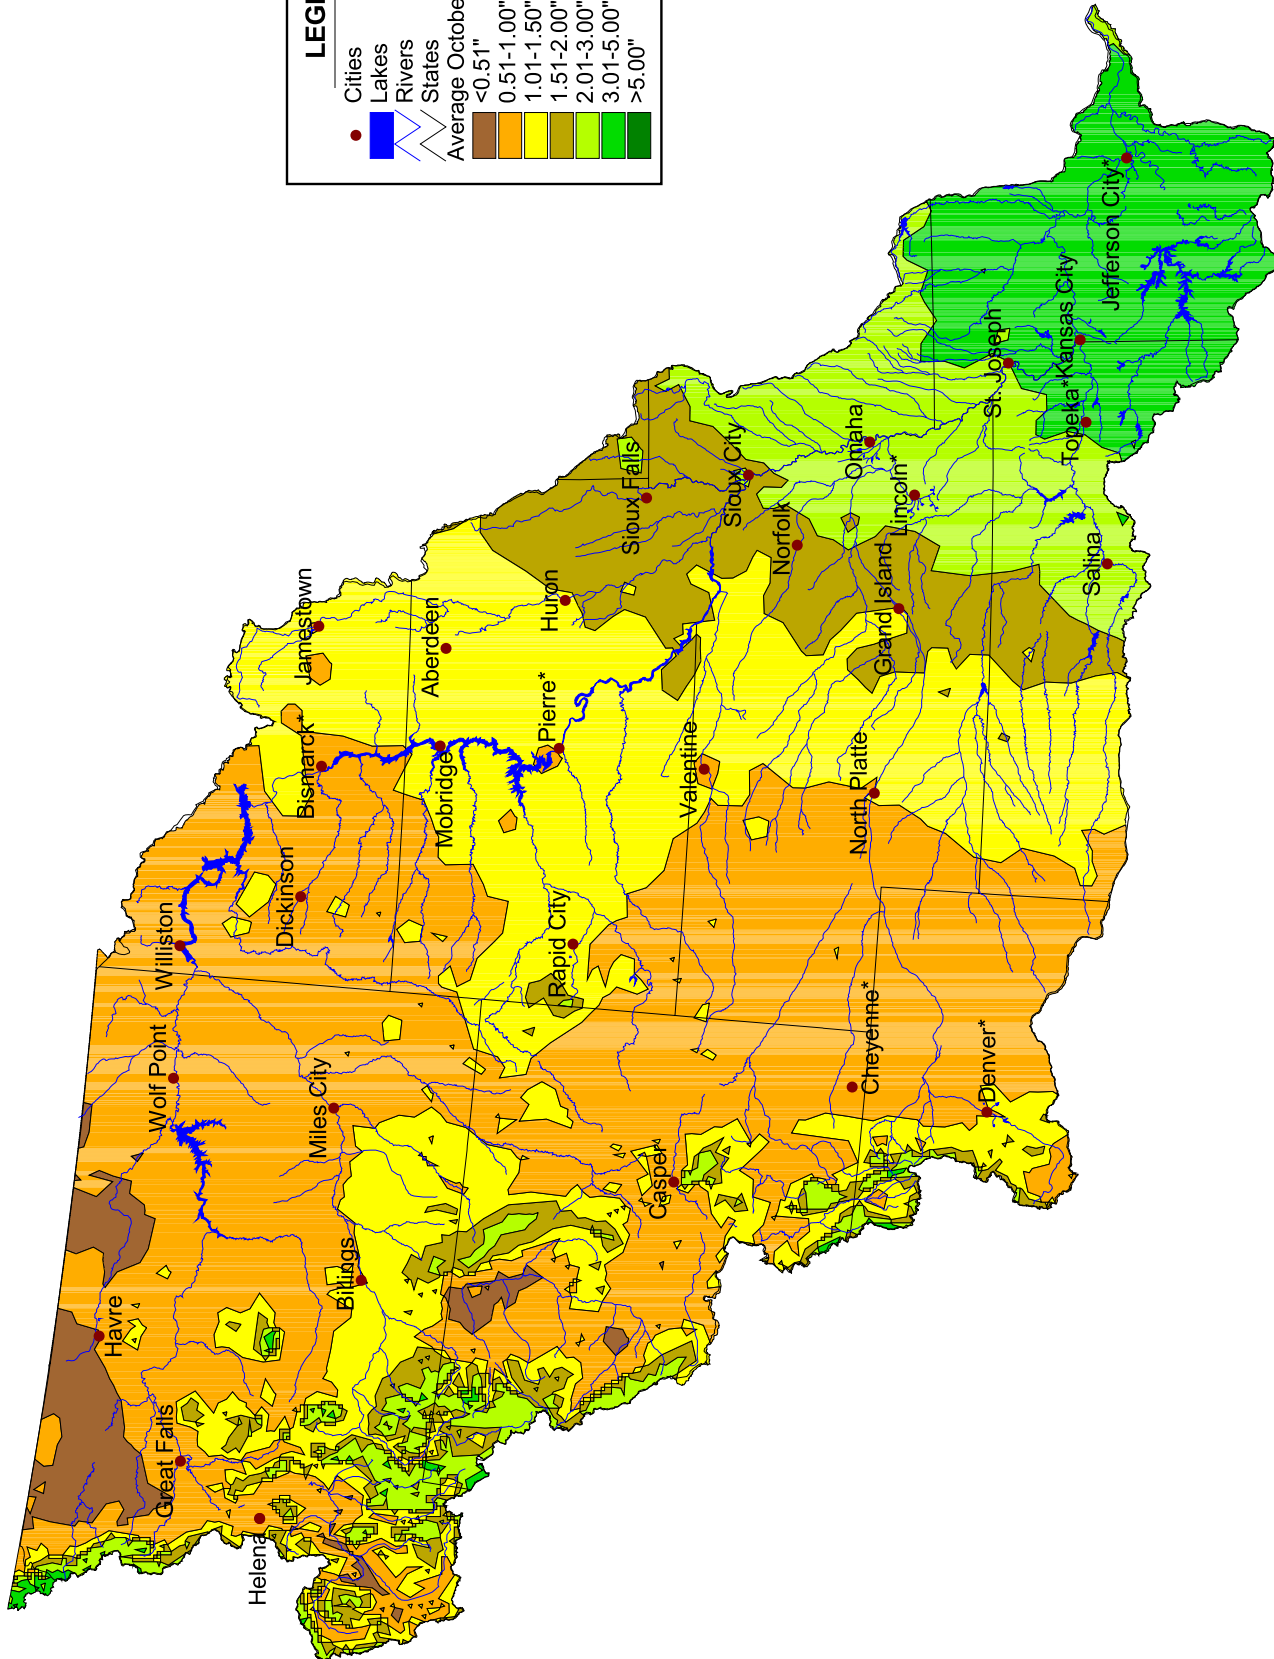 LEGE
Cities
Lakes
Rivers
States
Average October
<0.51"
0.51-1.00"
1.01-1.50"
1.51-2.00"
2.01-3.00"
3.01-5.00"
>5.00"
Havre
Great Falls
Helena
Wolf Point
Miles City
Billings
Williston
Dickinson
Bismarck*
Jamestown
Aberdeen
Mobridge
Pierre*
Huron
Rapid City
Sioux Falls
Sioux City
Casper
Cheyenne*
Denver*
Valentine
North Platte
Norfolk
Grand Island
Lincoln*
Omaha
Salina
Topeka*
Kansas City
St. Joseph
Jefferson City*